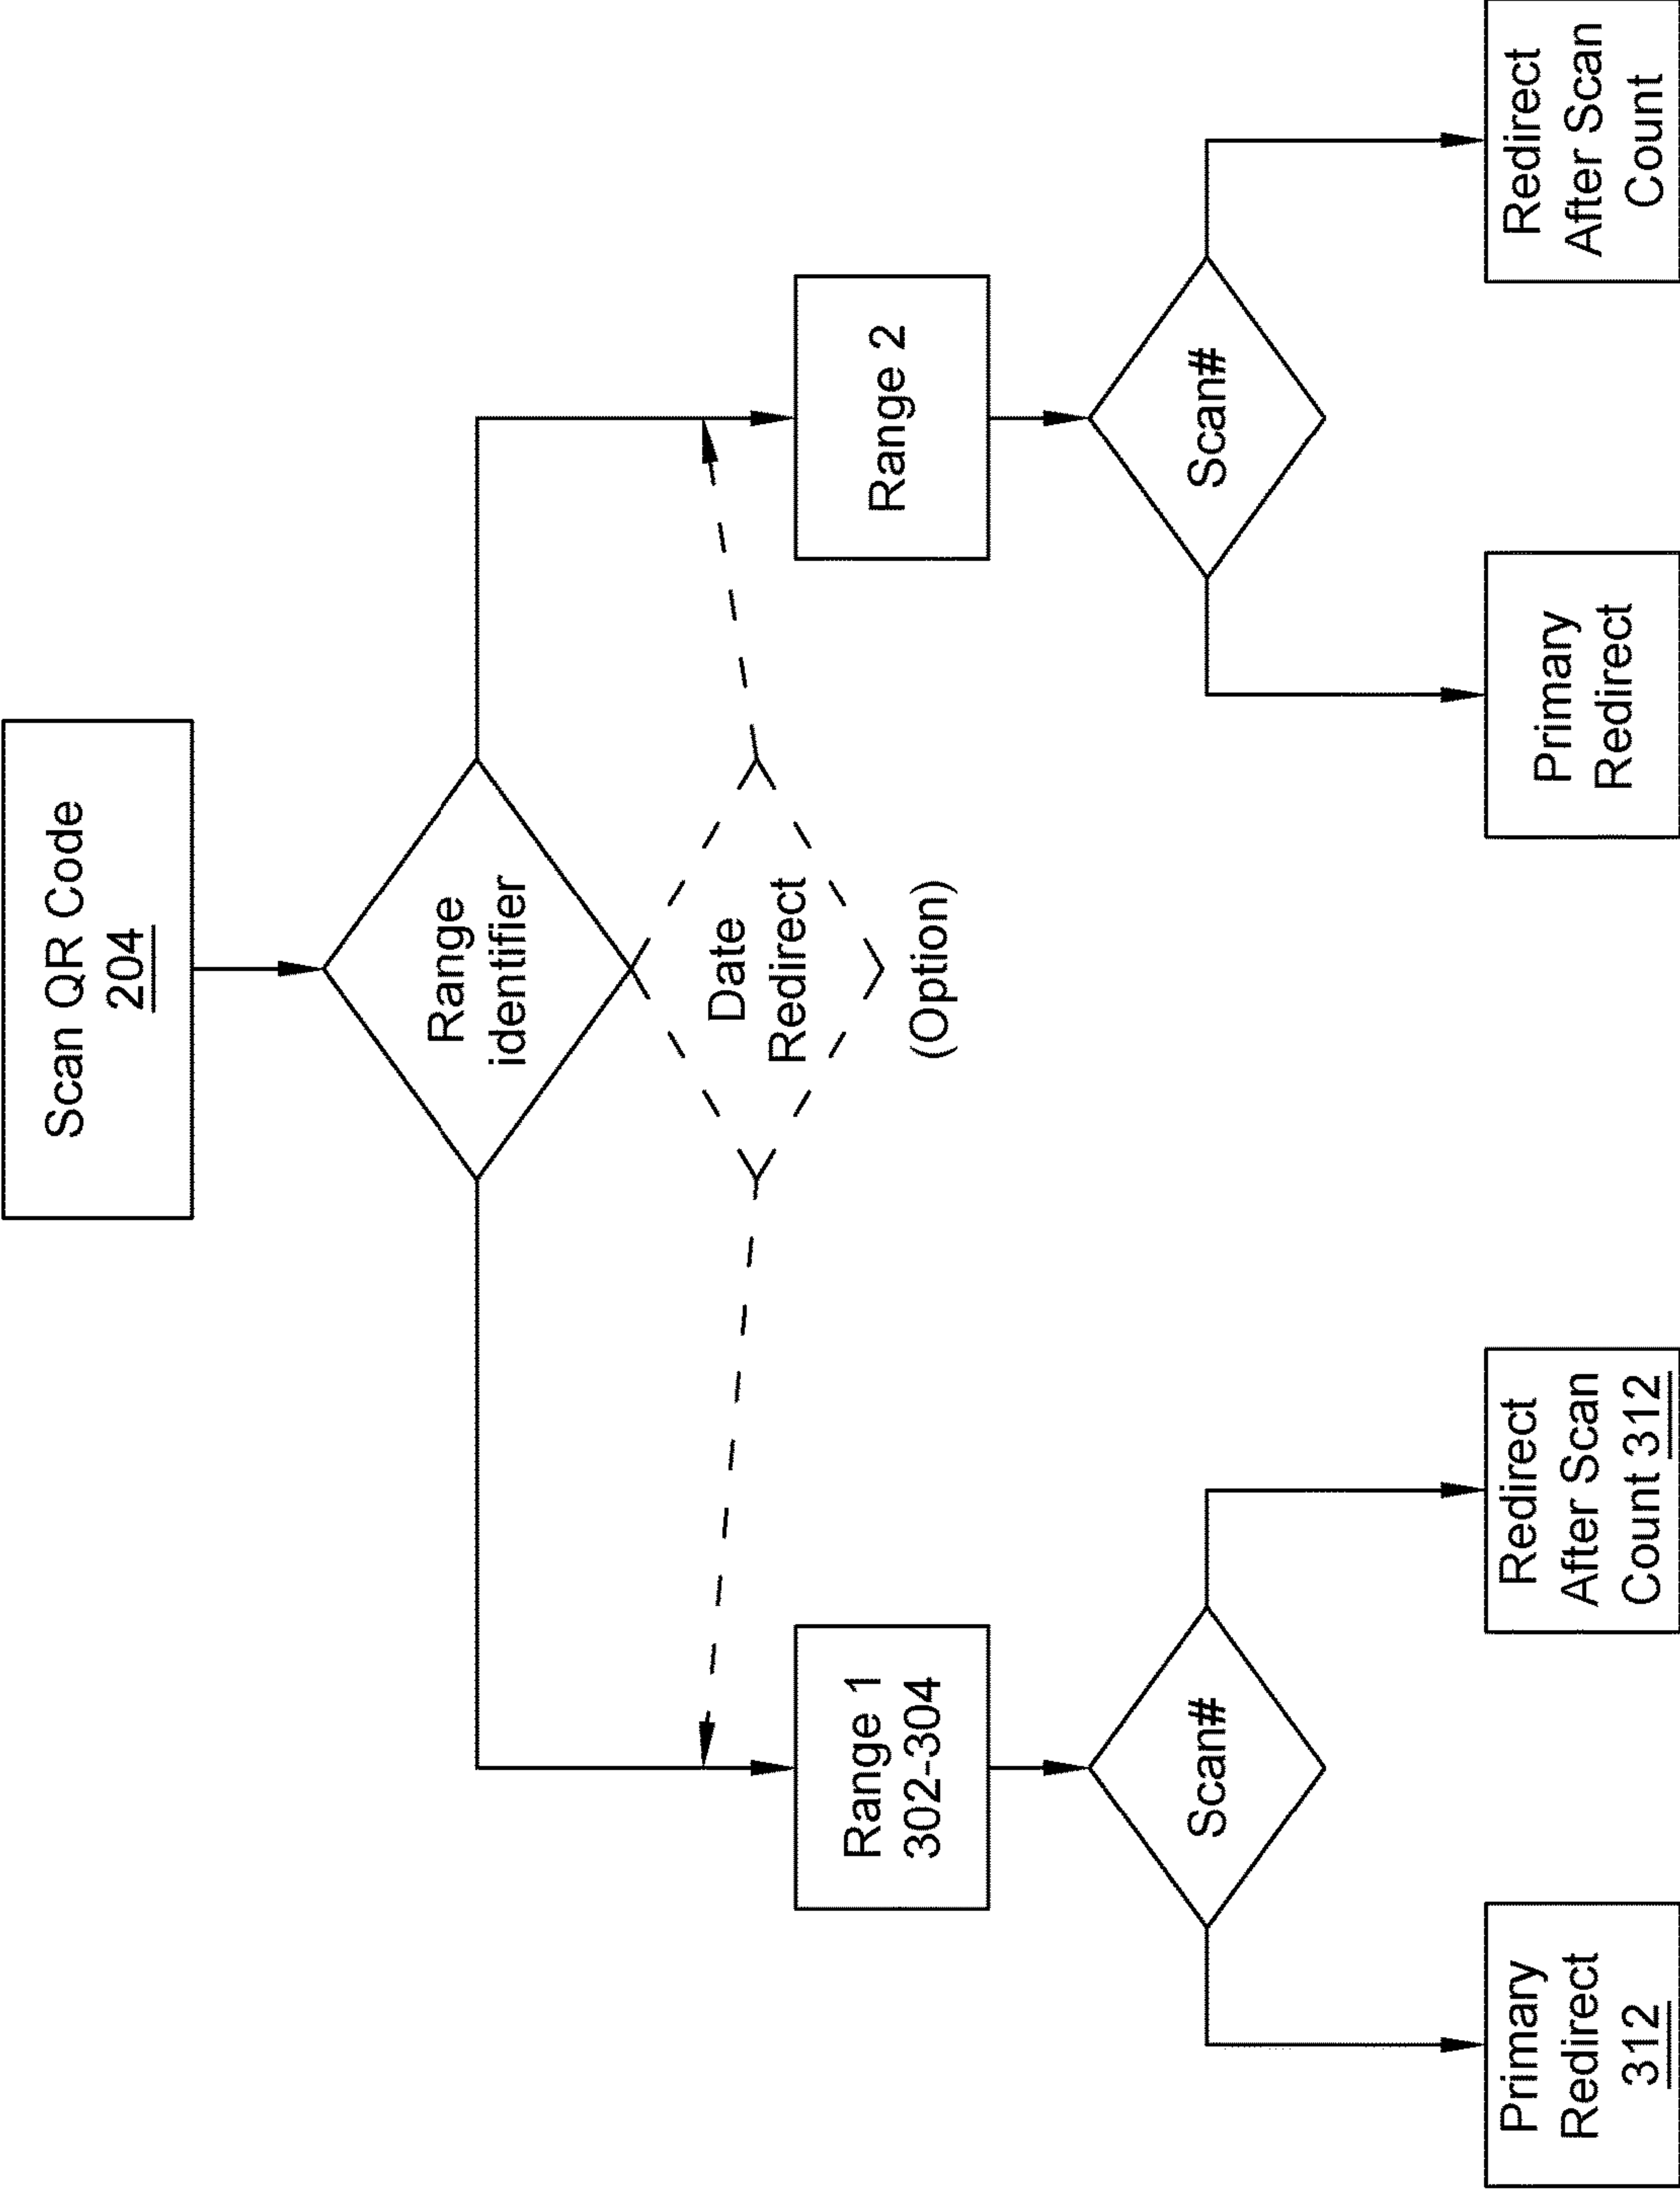 Scan QR Code
204
Range
identifier
Date
Redirect
(Option)
Range 1
302-304
Range 2
Scan#
Scan#
Primary
Redirect
312
Redirect
After Scan
Count 312
Primary
Redirect
Redirect
After Scan
Count